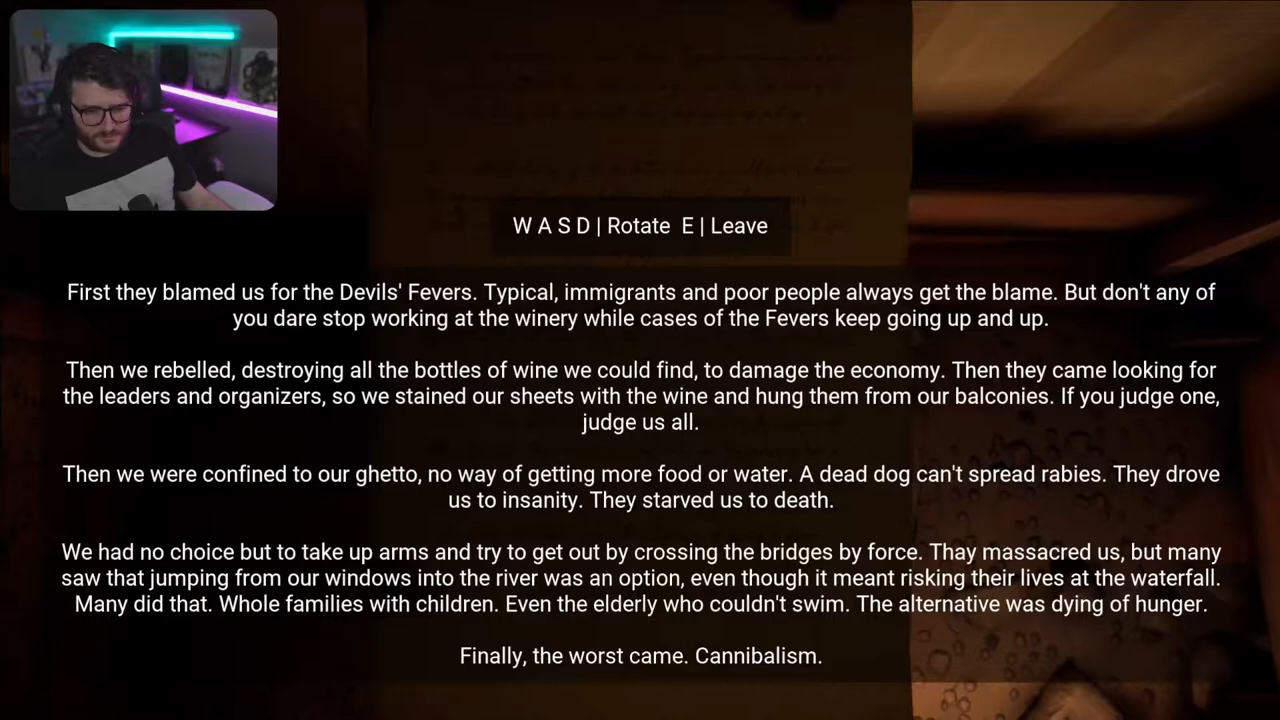 W A S D | Rotate E | Leave
First they blamed us for the Devils' Fevers. Typical, immigrants and poor people always get the blame. But don't any of
you dare stop working at the winery while cases of the Fevers keep going up and up.
Then we rebelled, destroying all the bottles of wine we could find, to damage the economy. Then they came looking for
the leaders and organizers, so we stained our sheets with the wine and hung them from our balconies. If you judge one,
judge us all.
Then we were confined to our ghetto, no way of getting more food or water. A dead dog can't spread rabies. They drove
us to insanity. They starved us to death.
We had no choice but to take up arms and try to get out by crossing the bridges by force. Thay massacred us, but many
saw that jumping from our windows into the river was an option, even though it meant risking their lives at the waterfall.
Many did that. Whole families with children. Even the elderly who couldn't swim. The alternative was dying of hunger.
Finally, the worst came. Cannibalism.